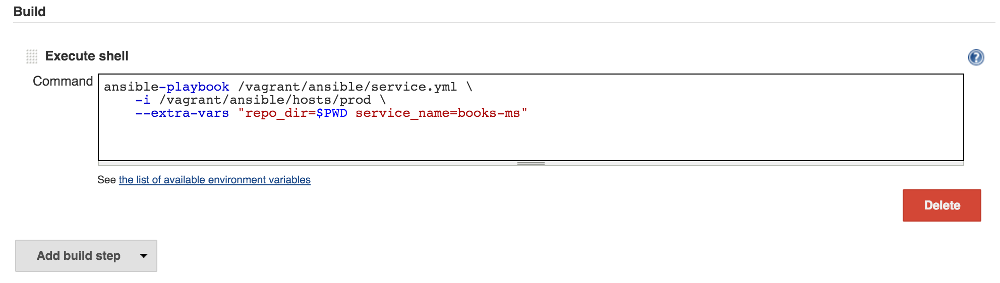 Build
Execute shell
Command
ansible-playbook /vagrant/ansible/service.yml \
    -i /vagrant/ansible/hosts/prod \
    --extra-vars "repo_dir=$PWD service_name=books-ms"
See the list of available environment variables
Delete
Add build step